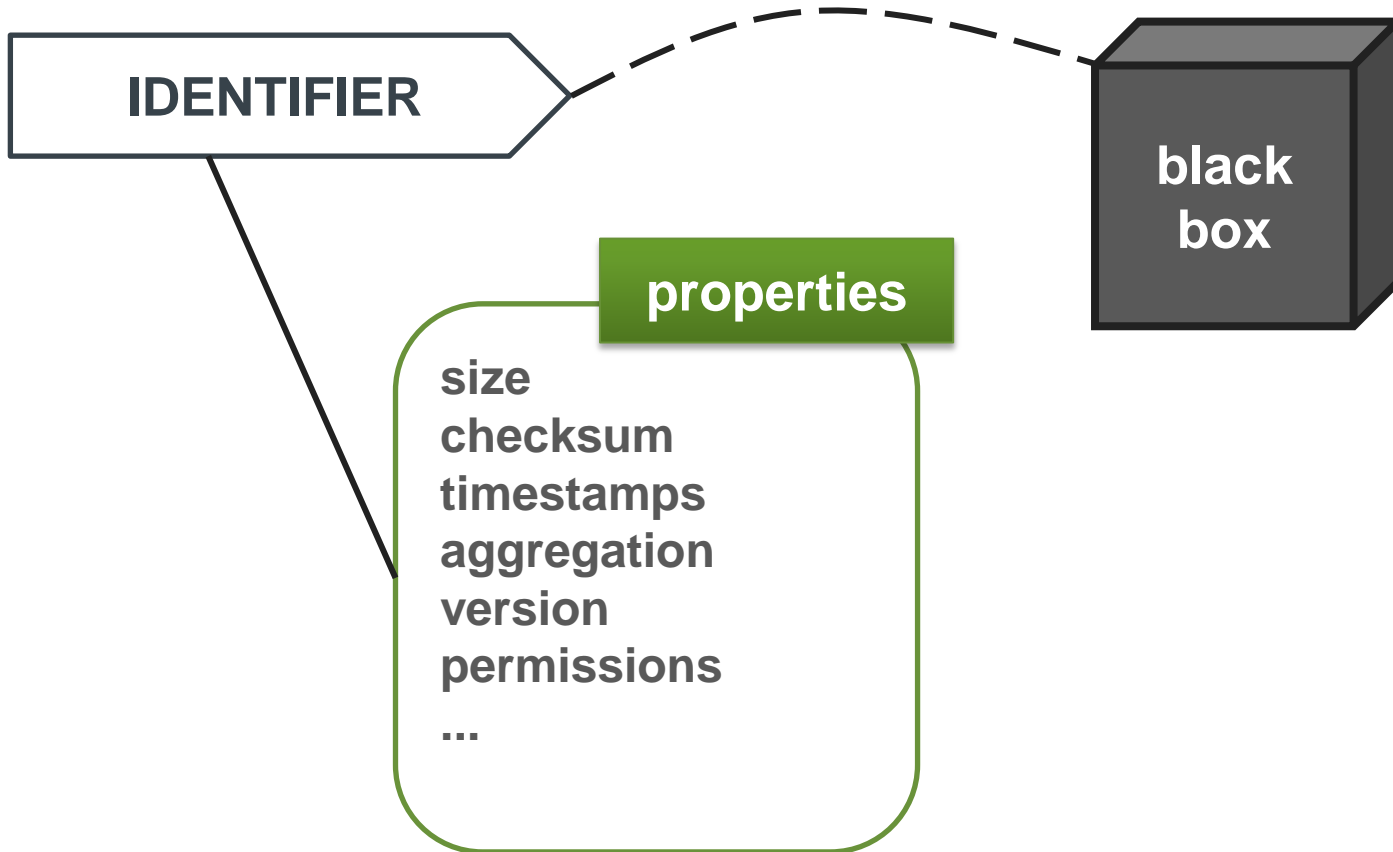 IDENTIFIER
black
box
properties
size
checksum
timestamps
aggregation
version
permissions
...